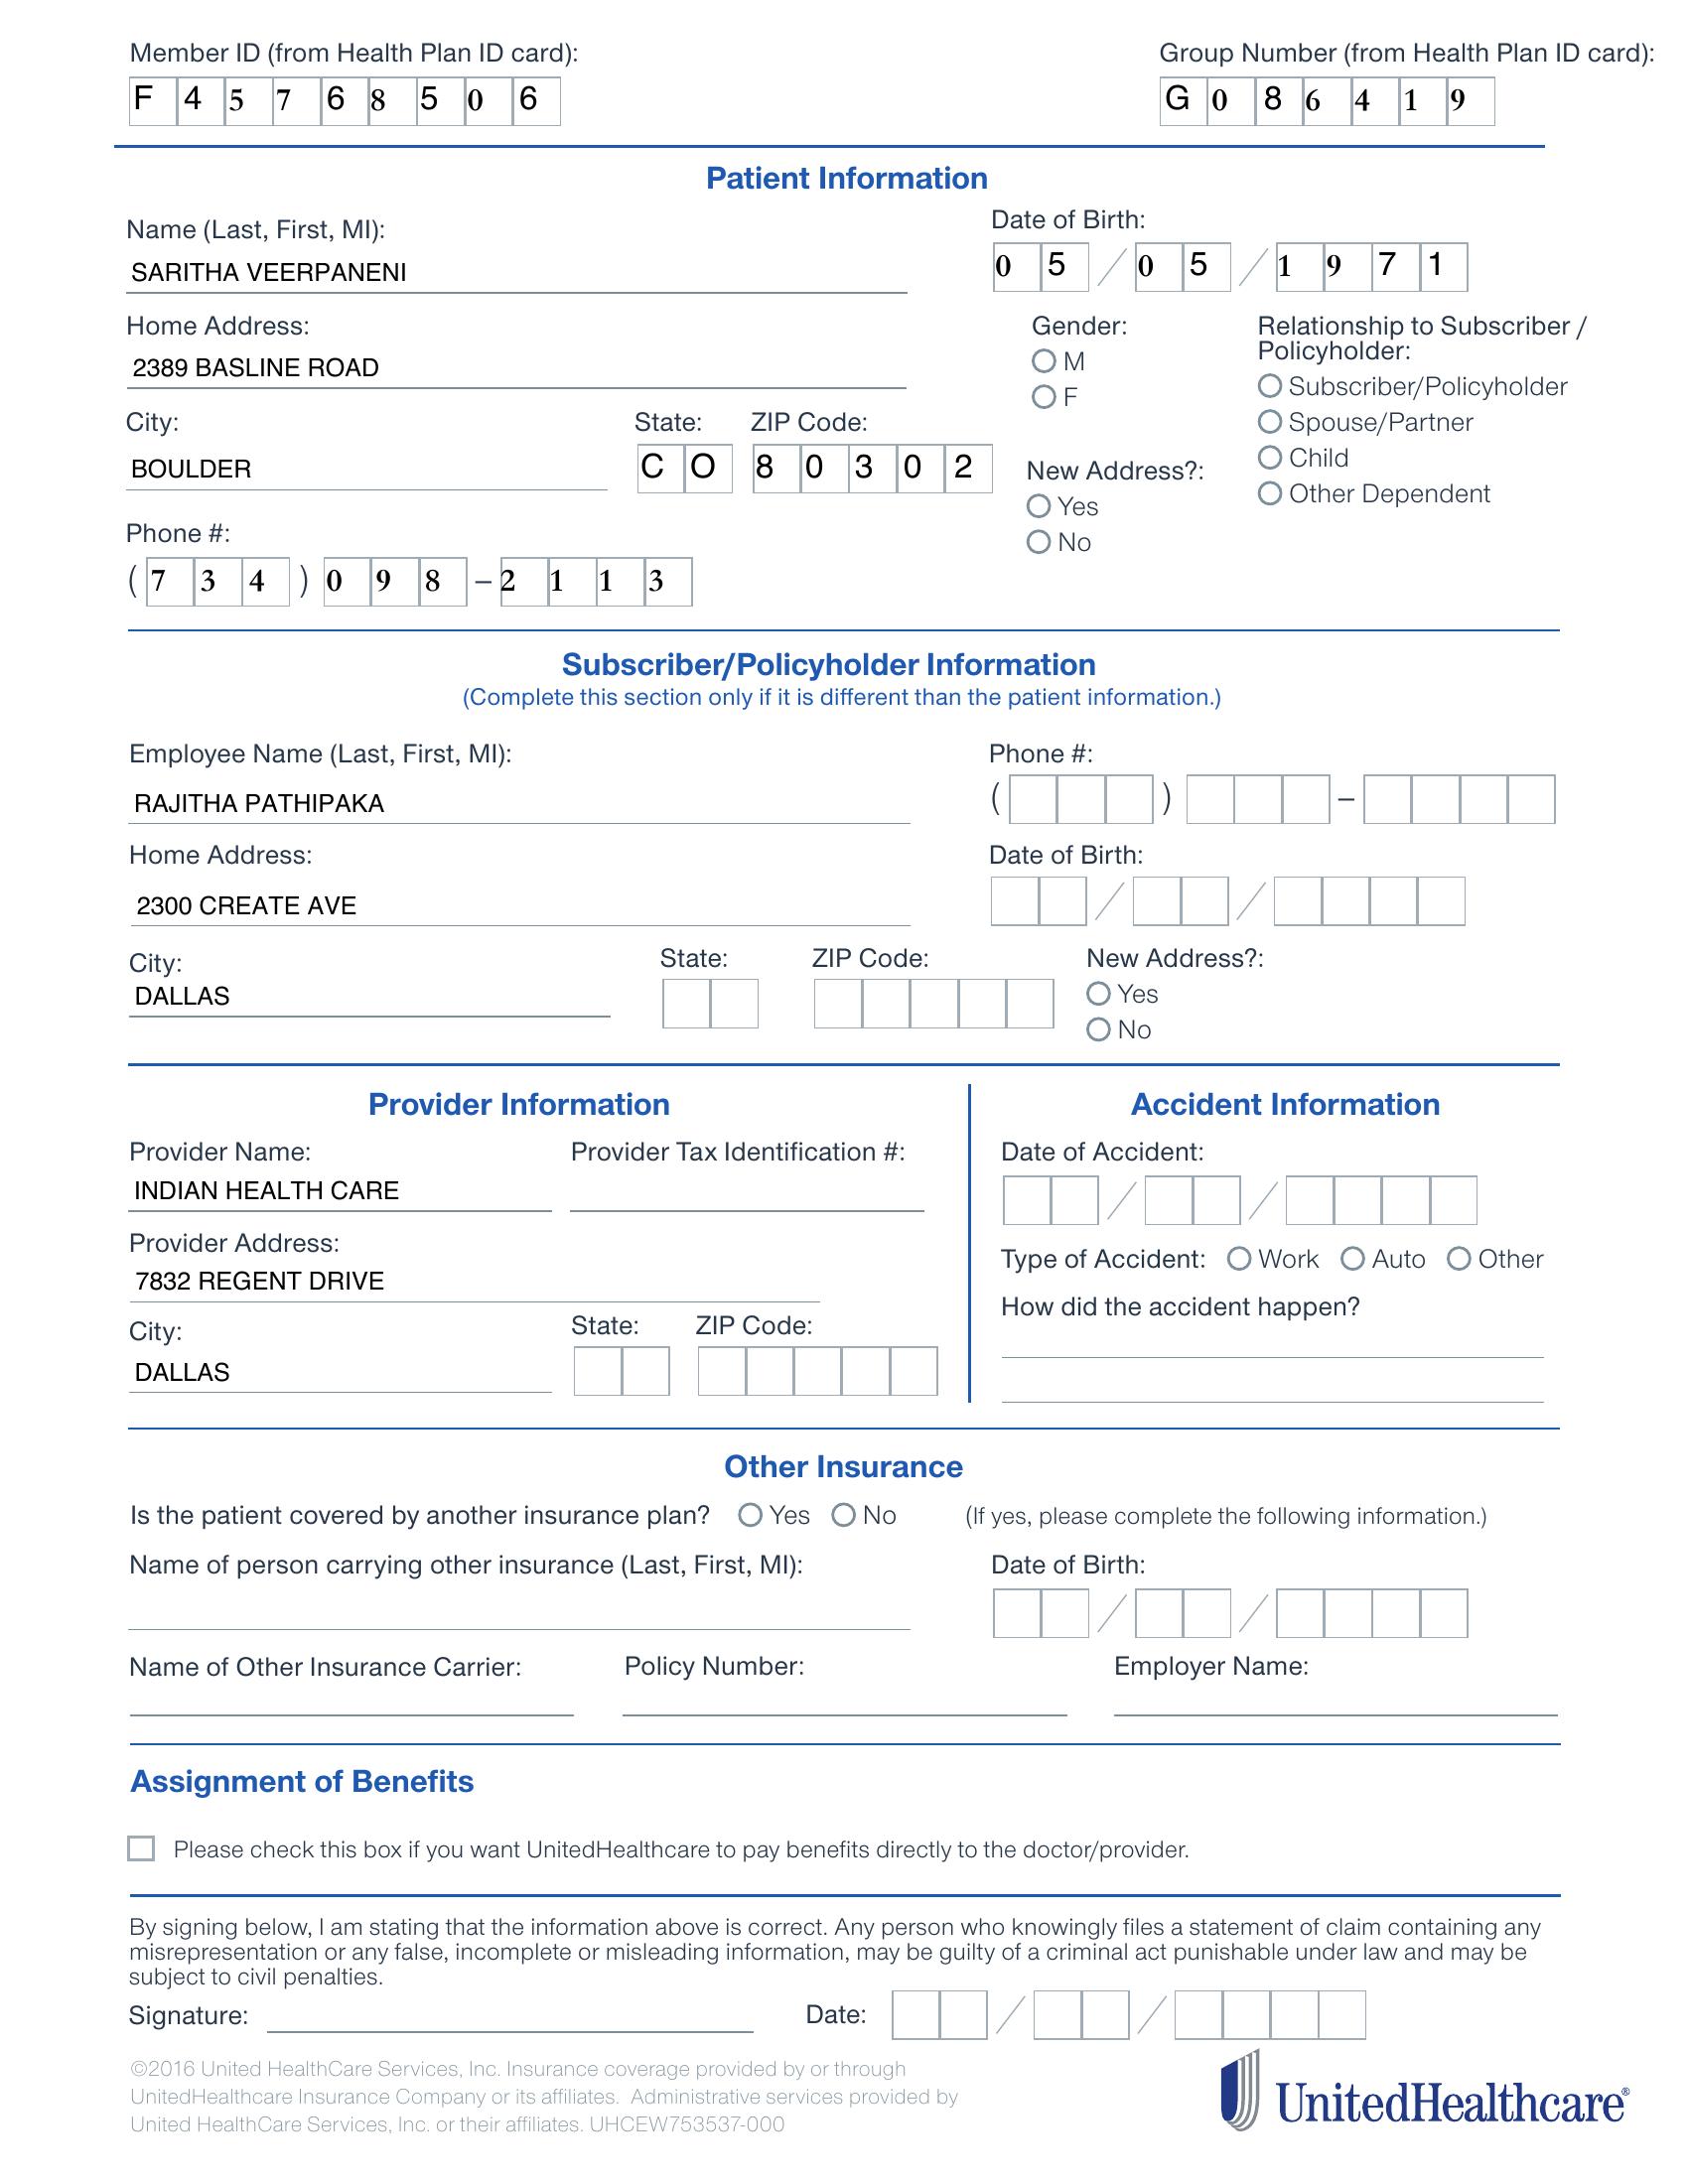 Member ID (from Health Plan ID card): Group Number (from Health Plan ID card):
F 4 5 7 6 8 5 0 6 G 0 8 6 4 1 9
Patient Information
Name (Last, First, MI): Date of Birth:
SARITHA VEERPANENI 0 5 / 0 5 / 1 9 7 1
Home Address: Gender: Relationship to Subscriber /
Policyholder:
2389 BASLINE ROAD M Subscriber/Policyholder
F Spouse/Partner
City: State: ZIP Code: Child
BOULDER C O 8 0 3 0 2 New Address?: Other Dependent
Yes
Phone #: No
( 7 3 4 ) 0 9 8 – 2 1 1 3
Subscriber/Policyholder Information
(Complete this section only if it is different than the patient information.)
Employee Name (Last, First, MI): Phone #:
RAJITHA PATHIPAKA ( ) –
Home Address: Date of Birth:
2300 CREATE AVE / /
City: State: ZIP Code: New Address?:
DALLAS Yes
No
Provider Information
Provider Name: Provider Tax Identification #:
INDIAN HEALTH CARE
Provider Address:
7832 REGENT DRIVE
City: State: ZIP Code:
DALLAS
Accident Information
Date of Accident:
/ /
Type of Accident: Work Auto Other
How did the accident happen?
Other Insurance
Is the patient covered by another insurance plan? Yes No (If yes, please complete the following information.)
Name of person carrying other insurance (Last, First, MI): Date of Birth:
/ /
Name of Other Insurance Carrier: Policy Number: Employer Name:
Assignment of Benefits
Please check this box if you want UnitedHealthcare to pay benefits directly to the doctor/provider.
By signing below, I am stating that the information above is correct. Any person who knowingly files a statement of claim containing any
misrepresentation or any false, incomplete or misleading information, may be guilty of a criminal act punishable under law and may be
subject to civil penalties.
Signature: Date: / /
©2016 United HealthCare Services, Inc. Insurance coverage provided by or through
UnitedHealthcare Insurance Company or its affiliates. Administrative services provided by
United HealthCare Services, Inc. or their affiliates. UHCEW753537-000
UnitedHealthcare®